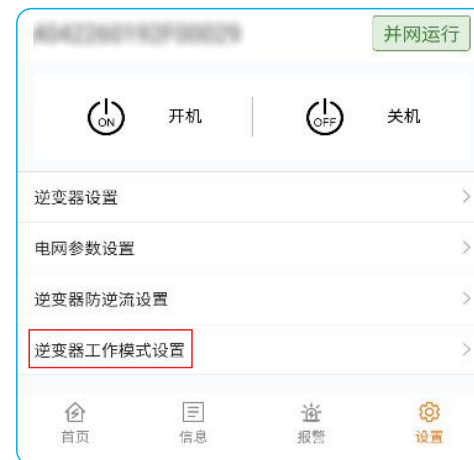 并网运行
ON 开机 OFF 关机
逆变器设置
电网参数设置
逆变器防逆流设置
逆变器工作模式设置
首页 信息 报警 设置